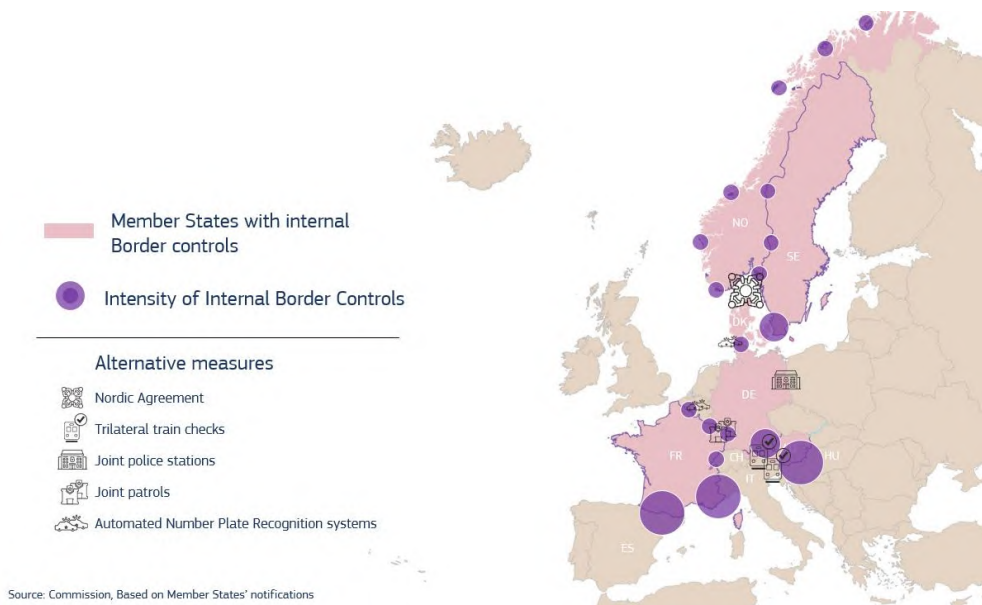 Member States with internal
Border controls
Intensity of Internal Border Controls
Alternative measures
Nordic Agreement
Trilateral train checks
Joint police stations
Joint patrols
Automated Number Plate Recognition systems
Source: Commission, Based on Member States' notifications
NO
SE
DK
DE
FR
CH
HU
IT
ES